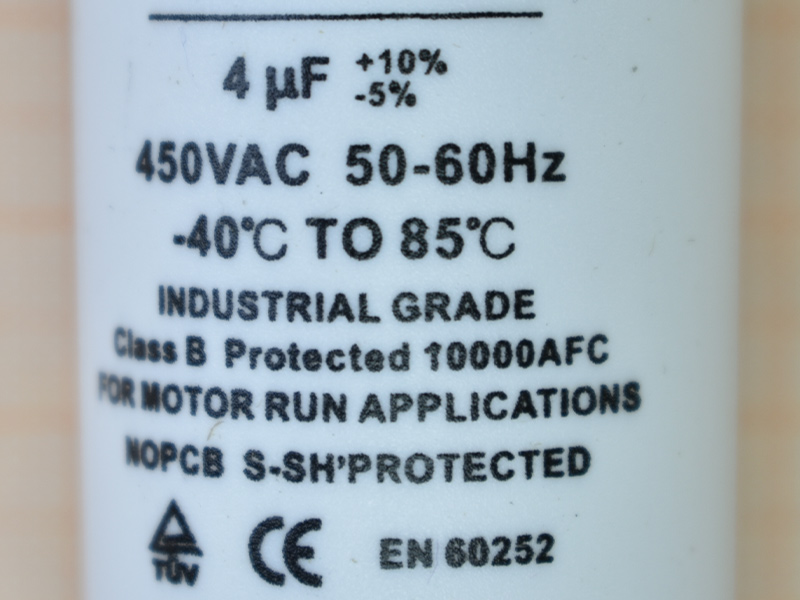 4 µF +10% -5%
450VAC 50-60Hz
-40℃ TO 85℃
INDUSTRIAL GRADE
Class B Protected 10000AFC
FOR MOTOR RUN APPLICATIONS
NOPCB S-SH'PROTECTED
TÜV CE EN 60252